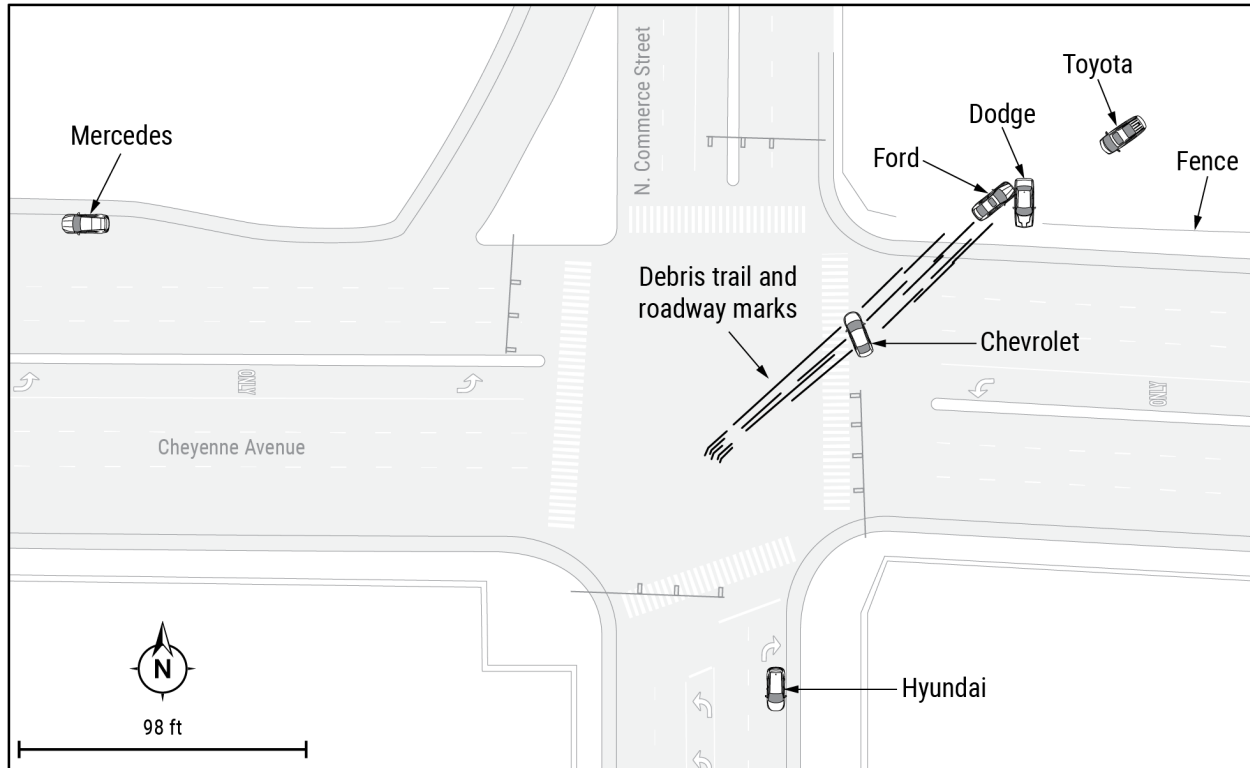 N. Commerce Street
Toyota
Dodge
Mercedes
Ford
Fence
Debris trail and
roadway marks
Chevrolet
ONLY
ONLY
Cheyenne Avenue
N
Hyundai
98 ft